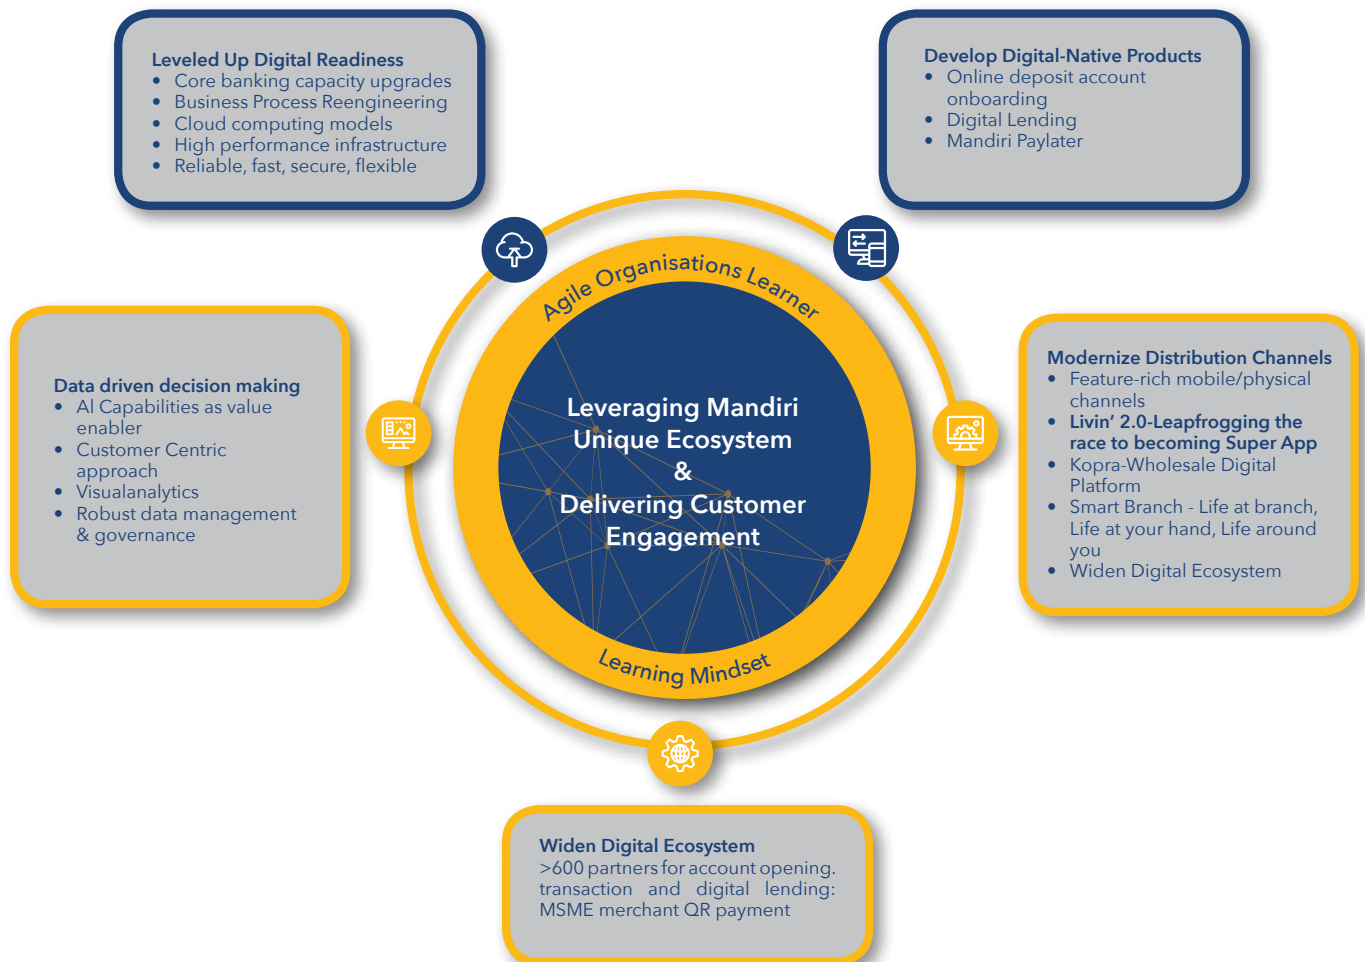 Leveled Up Digital Readiness
• Core banking capacity upgrades
• Business Process Reengineering
• Cloud computing models
• High performance infrastructure
• Reliable, fast, secure, flexible
Develop Digital-Native Products
• Online deposit account
onboarding
• Digital Lending
• Mandiri Paylater
Agile Organisations Learner
Data driven decision making
• AI Capabilities as value
enabler
• Customer Centric
approach
• Visualanalytics
• Robust data management
& governance
Leveraging Mandiri
Unique Ecosystem
&
Delivering Customer
Engagement
Modernize Distribution Channels
• Feature-rich mobile/physical
channels
• Livin’ 2.0-Leapfrogging the
race to becoming Super App
• Kopra-Wholesale Digital
Platform
• Smart Branch - Life at branch,
Life at your hand, Life around
you
• Widen Digital Ecosystem
Learning Mindset
Widen Digital Ecosystem
>600 partners for account opening.
transaction and digital lending:
MSME merchant QR payment